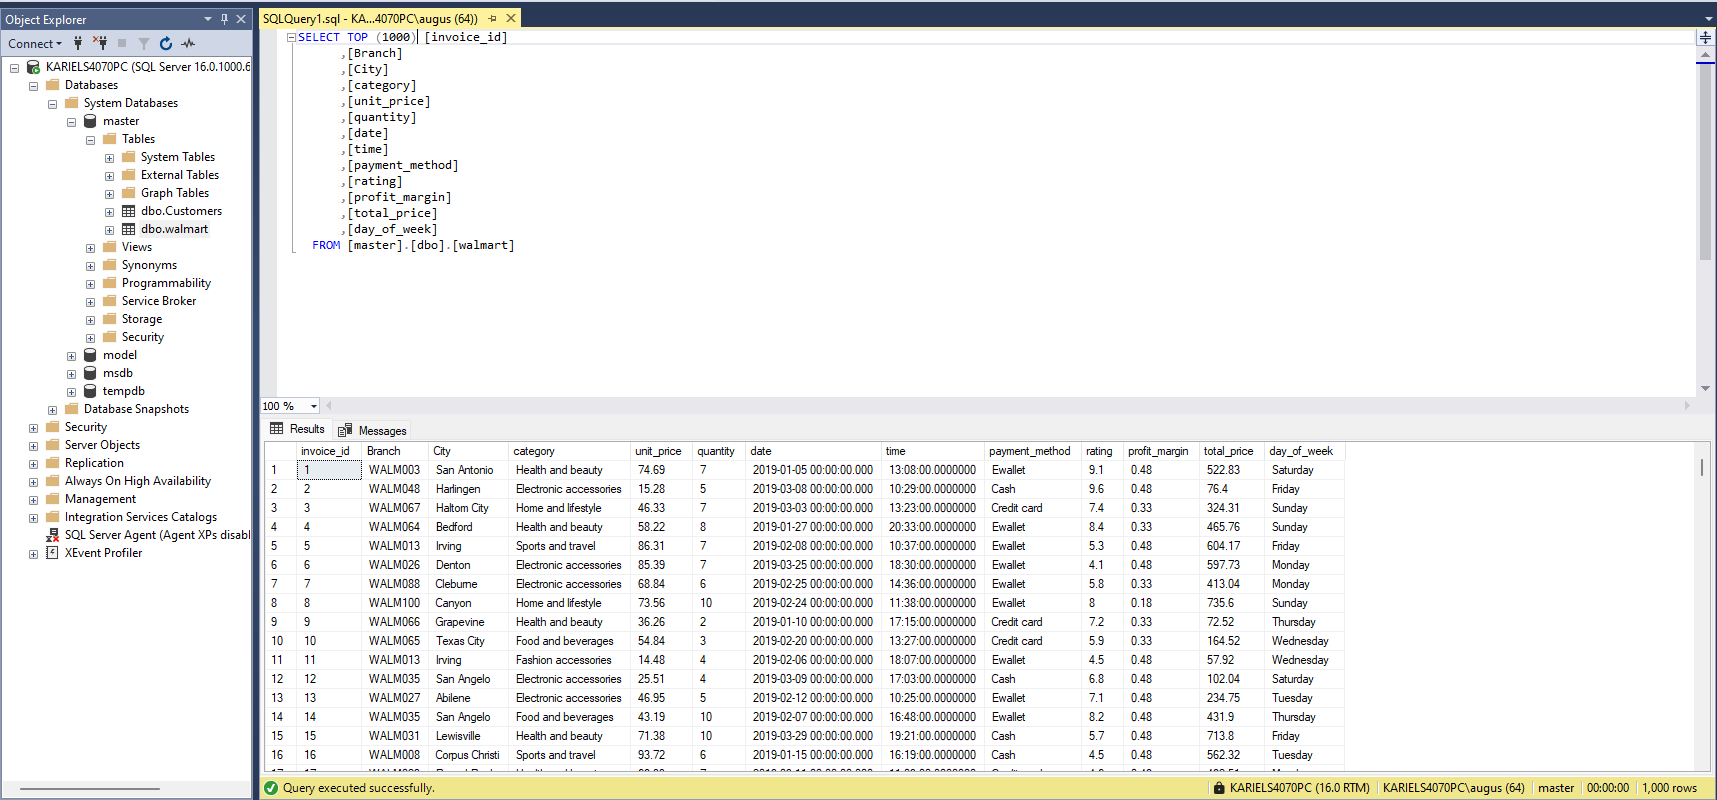 Object Explorer
Connect
KARIELS4070PC (SQL Server 16.0.1000.6
Databases
System Databases
master
Tables
System Tables
External Tables
Graph Tables
dbo.Customers
dbo.walmart
Views
Synonyms
Programmability
Service Broker
Storage
Security
model
msdb
tempdb
Database Snapshots
Security
Server Objects
Replication
Always On High Availability
Management
Integration Services Catalogs
SQL Server Agent (Agent XPs disabl
XEvent Profiler
SQLQuery1.sql - KA...4070PC\augus (64))
SELECT TOP (1000) [invoice_id]
,[Branch]
,[City]
,[category]
,[unit_price]
,[quantity]
,[date]
,[time]
,[payment_method]
,[rating]
,[profit_margin]
,[total_price]
,[day_of_week]
FROM [master].[dbo].[walmart]
100 %
Results Messages
invoice_id Branch City category unit_price quantity date time payment_method rating profit_margin total_price day_of_week
1 1 WALM003 San Antonio Health and beauty 74.69 7 2019-01-05 00:00:00.000 13:08:00.0000000 Ewallet 9.1 0.48 522.83 Saturday
2 2 WALM048 Harlingen Electronic accessories 15.28 5 2019-03-08 00:00:00.000 10:29:00.0000000 Cash 9.6 0.48 76.4 Friday
3 3 WALM067 Haltom City Home and lifestyle 46.33 7 2019-03-03 00:00:00.000 13:23:00.0000000 Credit card 7.4 0.33 324.31 Sunday
4 4 WALM064 Bedford Health and beauty 58.22 8 2019-01-27 00:00:00.000 20:33:00.0000000 Ewallet 8.4 0.33 465.76 Sunday
5 5 WALM013 Irving Sports and travel 86.31 7 2019-02-08 00:00:00.000 10:37:00.0000000 Ewallet 5.3 0.48 604.17 Friday
6 6 WALM026 Denton Electronic accessories 85.39 7 2019-03-25 00:00:00.000 18:30:00.0000000 Ewallet 4.1 0.48 597.73 Monday
7 7 WALM088 Cleburne Electronic accessories 68.84 6 2019-02-25 00:00:00.000 14:36:00.0000000 Ewallet 5.8 0.33 413.04 Monday
8 8 WALM100 Canyon Home and lifestyle 73.56 10 2019-02-24 00:00:00.000 11:38:00.0000000 Ewallet 8 0.18 735.6 Sunday
9 9 WALM066 Grapevine Health and beauty 36.26 2 2019-01-10 00:00:00.000 17:15:00.0000000 Credit card 7.2 0.33 72.52 Thursday
10 10 WALM065 Texas City Food and beverages 54.84 3 2019-02-20 00:00:00.000 13:27:00.0000000 Credit card 5.9 0.33 164.52 Wednesday
11 11 WALM013 Irving Fashion accessories 14.48 4 2019-02-06 00:00:00.000 18:07:00.0000000 Ewallet 4.5 0.48 57.92 Wednesday
12 12 WALM035 San Angelo Electronic accessories 25.51 4 2019-03-09 00:00:00.000 17:03:00.0000000 Cash 6.8 0.48 102.04 Saturday
13 13 WALM027 Abilene Electronic accessories 46.95 5 2019-02-12 00:00:00.000 10:25:00.0000000 Ewallet 7.1 0.48 234.75 Tuesday
14 14 WALM035 San Angelo Food and beverages 43.19 10 2019-02-07 00:00:00.000 16:48:00.0000000 Ewallet 8.2 0.48 431.9 Thursday
15 15 WALM031 Lewisville Health and beauty 71.38 10 2019-03-29 00:00:00.000 19:21:00.0000000 Cash 5.7 0.48 713.8 Friday
16 16 WALM008 Corpus Christi Sports and travel 93.72 6 2019-01-15 00:00:00.000 16:19:00.0000000 Cash 4.5 0.48 562.32 Tuesday
Query executed successfully. KARIELS4070PC (16.0 RTM) KARIELS4070PC\augus (64) master 00:00:00 1,000 rows